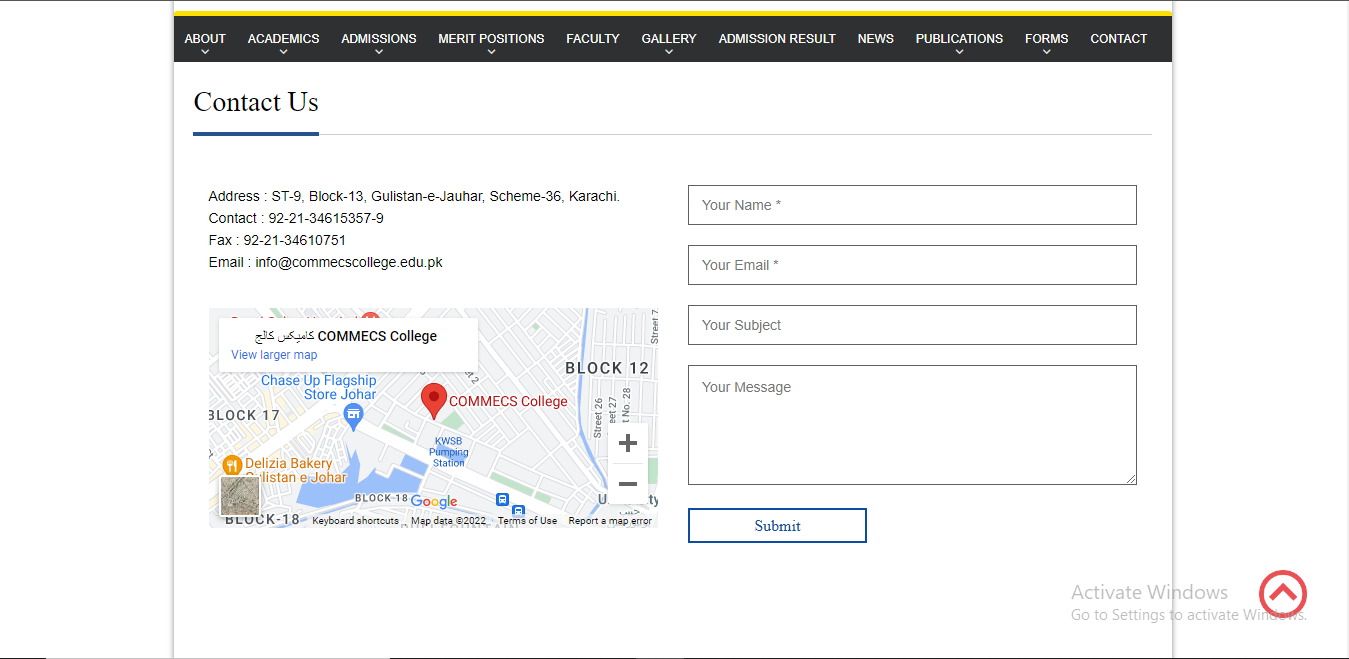 ABOUT ACADEMICS ADMISSIONS MERIT POSITIONS FACULTY GALLERY ADMISSION RESULT NEWS PUBLICATIONS FORMS CONTACT
Contact Us
Address : ST-9, Block-13, Gulistan-e-Jauhar, Scheme-36, Karachi.
Contact : 92-21-34615357-9
Fax : 92-21-34610751
Email : info@commecscollege.edu.pk
COMMECS College کامیکس کالج
View larger map
Street 7
BLOCK 12
Chase Up Flagship
Store Johar
COMMECS College
BLOCK 17
Street 26
No. 28
KWSB
Pumping
Station
Delizia Bakery
Gulistan e Johar
BLOCK 18
Google
BLOCK-18
Keyboard shortcuts
Map data ©2022
Terms of Use
Report a map error
Your Name *
Your Email *
Your Subject
Your Message
Submit
Activate Windows
Go to Settings to activate Windows.